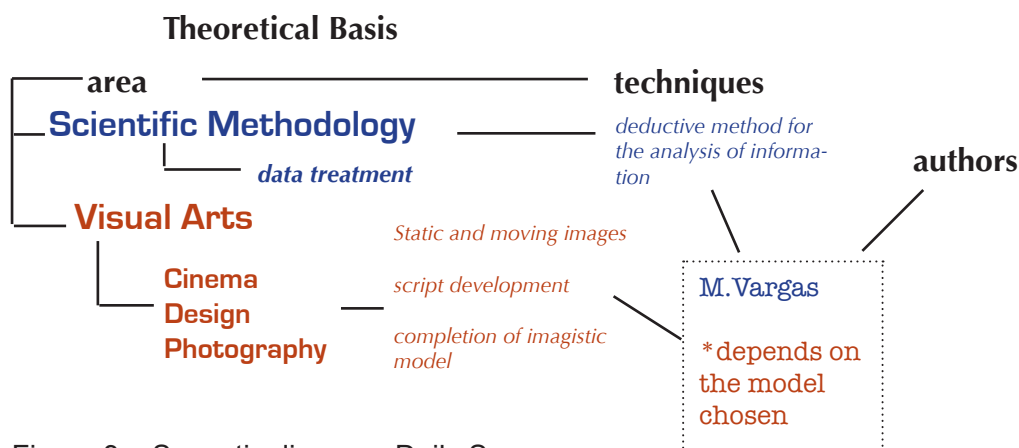 Theoretical Basis
area
techniques
Scientific Methodology
deductive method for
the analysis of informa-
tion
data treatment
authors
Visual Arts
Static and moving images
Cinema
Design
Photography
script development
completion of imagistic
model
M.Vargas
*depends on
the model
chosen